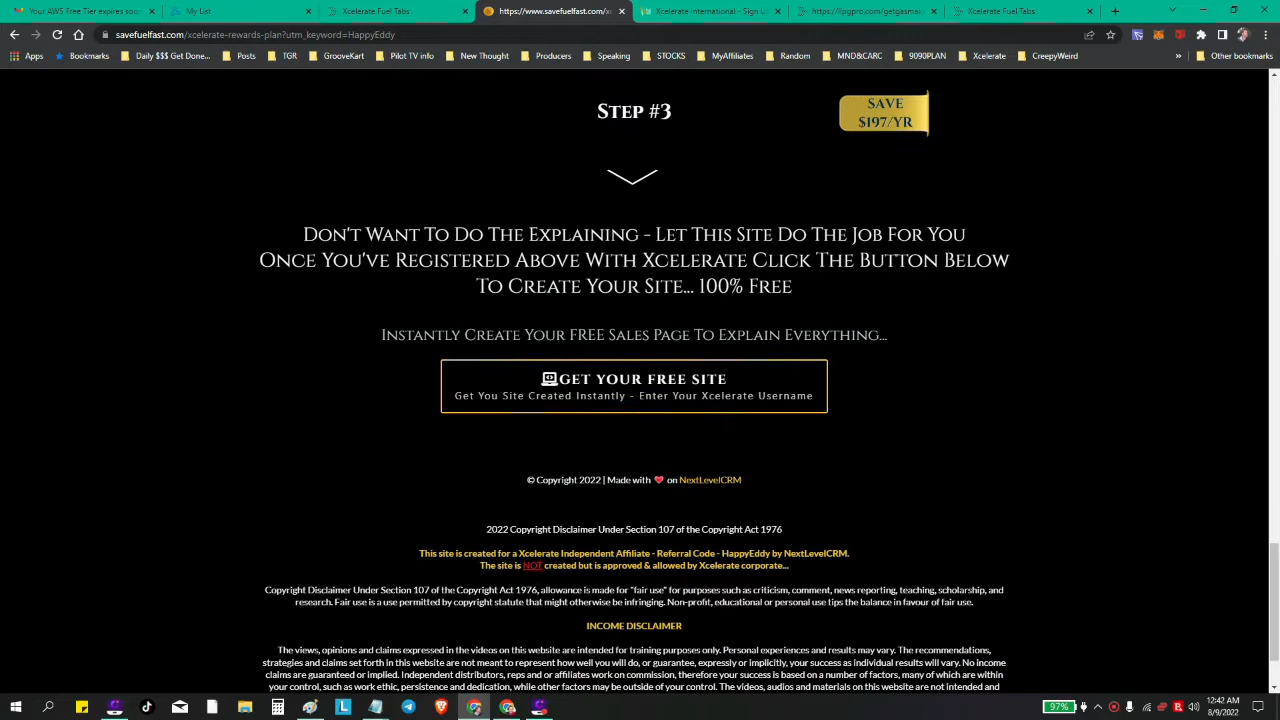 Your AWS Free Tier expires soon
My List
Xcelerate Fuel Tabs
https://www.savefuelfast.com/x
Xcelerate International - Sign U
https://lipgpro.com/getgasmai
Xcelerate Fuel Tabs
savefuelfast.com/xcelerate-rewards-plan?utm_keyword=HappyEddy
Apps
Bookmarks
Daily $$$ Get Done...
Posts
TGR
GrooveKart
Pilot TV info
New Thought
Producers
Speaking
STOCKS
MyAffiliates
Random
MND&CARC
9090PLAN
Xcelerate
CreepyWeird
»
Other bookmarks
Step #3
SAVE
$197/YR
Don't Want To Do The Explaining - Let This Site Do The Job For You
Once You've Registered Above With Xcelerate Click The Button Below
To Create Your Site... 100% Free
Instantly Create Your FREE Sales Page To Explain Everything...
GET YOUR FREE SITE
Get You Site Created Instantly - Enter Your Xcelerate Username
© Copyright 2022 | Made with ❤ on NextLevelCRM
2022 Copyright Disclaimer Under Section 107 of the Copyright Act 1976
This site is created for a Xcelerate Independent Affiliate - Referral Code - HappyEddy by NextLevelCRM.
The site is NOT created but is approved & allowed by Xcelerate corporate...
Copyright Disclaimer Under Section 107 of the Copyright Act 1976, allowance is made for "fair use" for purposes such as criticism, comment, news reporting, teaching, scholarship, and
research. Fair use is a use permitted by copyright statute that might otherwise be infringing. Non-profit, educational or personal use tips the balance in favour of fair use.
INCOME DISCLAIMER
The views, opinions and claims expressed in the videos on this website are intended for training purposes only. Personal experiences and results may vary. The recommendations,
strategies and claims set forth in this website are not meant to represent how well you will do, or guarantee, expressly or implicitly, your success as individual results will vary. No income
claims are guaranteed or implied. Independent distributors, reps and or affiliates work on commission, therefore your success is based on a number of factors, many of which are within
your control, such as work ethic, persistence and dedication, while other factors may be outside of your control. The videos, audios and materials on this website are not intended and
97%
12:42 AM
8/9/2022